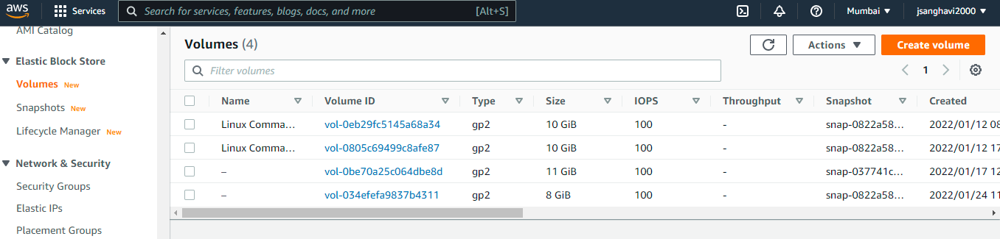 aws Services Search for services, features, blogs, docs, and more [Alt+S] Mumbai jsanghavi2000
AMI Catalog
Elastic Block Store
Volumes New
Snapshots New
Lifecycle Manager New
Network & Security
Security Groups
Elastic IPs
Placement Groups
Volumes (4) Actions Create volume
Filter volumes 1
Name Volume ID Type Size IOPS Throughput Snapshot Created
Linux Comma... vol-0eb29fc5145a68a34 gp2 10 GiB 100 - snap-0822a58... 2022/01/12 08
Linux Comma... vol-0805c69499c8afe87 gp2 10 GiB 100 - snap-0822a58... 2022/01/12 17
– vol-0be70a25c064dbe8d gp2 11 GiB 100 - snap-037741c... 2022/01/17 12
– vol-034efefa9837b4311 gp2 8 GiB 100 - snap-0822a58... 2022/01/24 11